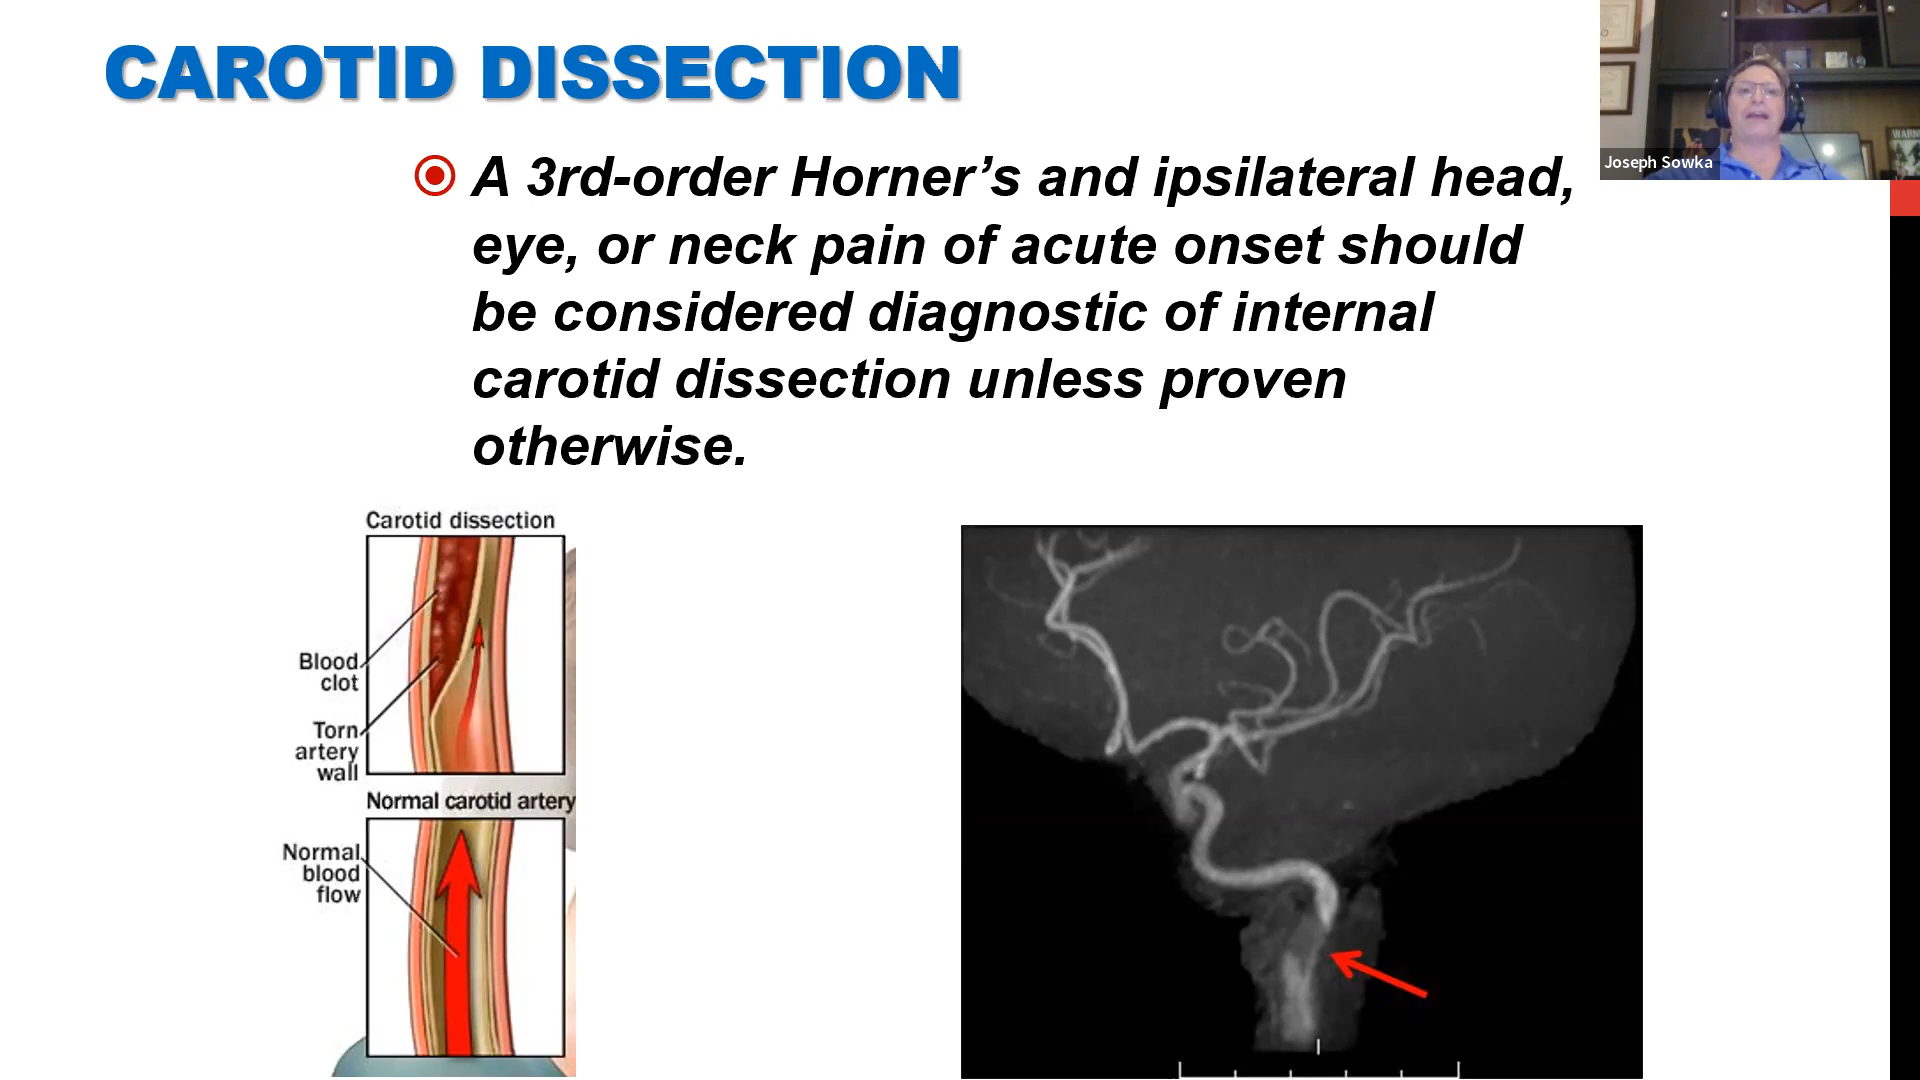 CAROTID DISSECTION
A 3rd-order Horner’s and ipsilateral head,
eye, or neck pain of acute onset should
be considered diagnostic of internal
carotid dissection unless proven
otherwise.
Joseph Sowka
WARN
Carotid dissection
Blood
clot
Torn
artery
wall
Normal carotid artery
Normal
blood
flow